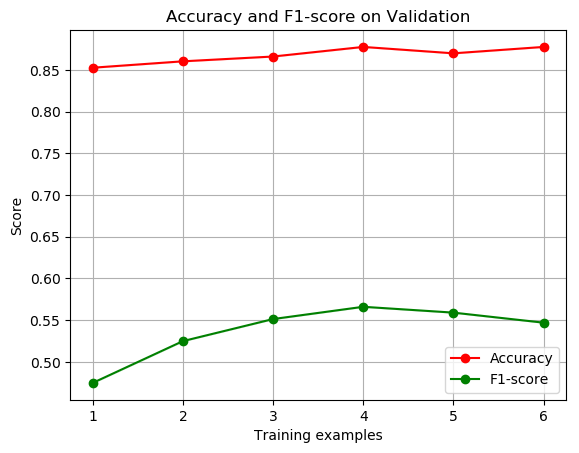 Accuracy and F1-score on Validation
Score
0.85
0.80
0.75
0.70
0.65
0.60
0.55
0.50
Accuracy
F1-score
1 2 3 4 5 6
Training examples